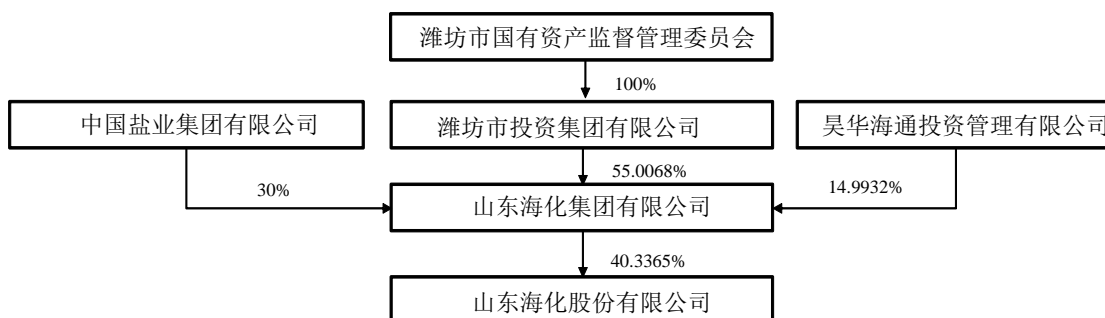 潍坊市国有资产监督管理委员会
100%
中国盐业集团有限公司
潍坊市投资集团有限公司
昊华海通投资管理有限公司
30%
55.0068%
14.9932%
山东海化集团有限公司
40.3365%
山东海化股份有限公司